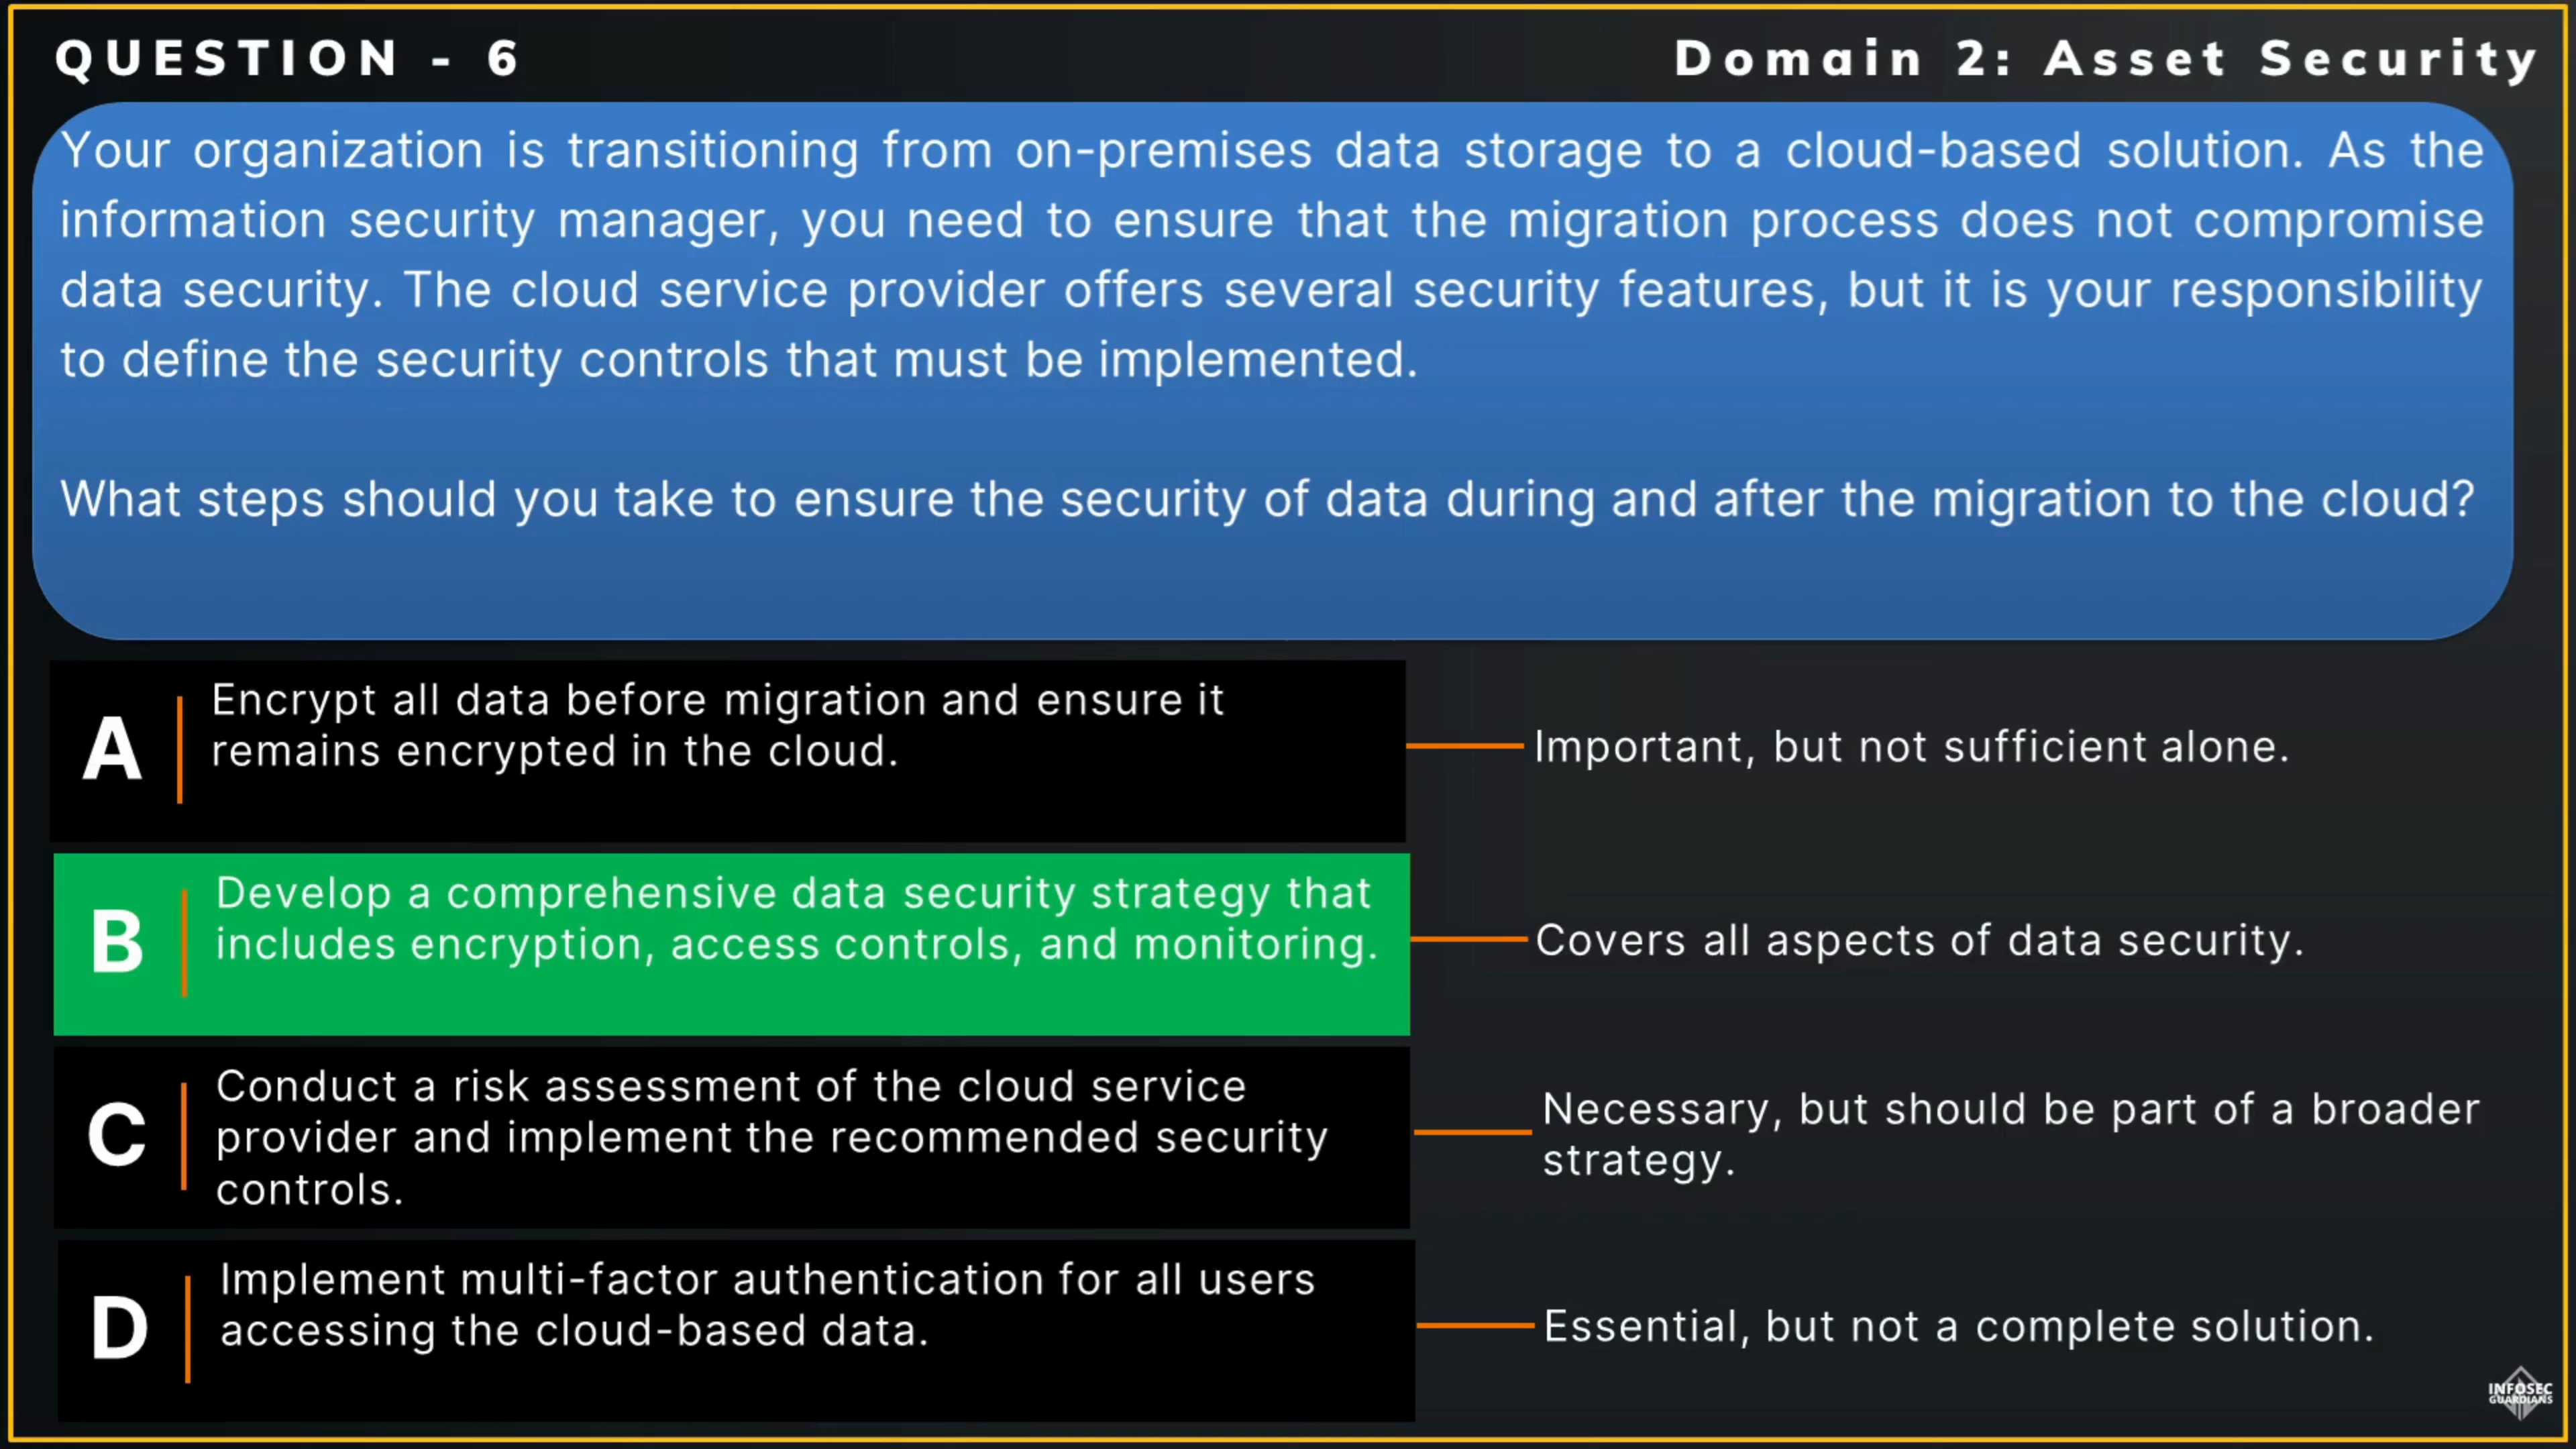 QUESTION - 6
Domain 2: Asset Security
Your organization is transitioning from on-premises data storage to a cloud-based solution. As the
information security manager, you need to ensure that the migration process does not compromise
data security. The cloud service provider offers several security features, but it is your responsibility
to define the security controls that must be implemented.
What steps should you take to ensure the security of data during and after the migration to the cloud?
A
Encrypt all data before migration and ensure it
remains encrypted in the cloud.
Important, but not sufficient alone.
B
Develop a comprehensive data security strategy that
includes encryption, access controls, and monitoring.
Covers all aspects of data security.
C
Conduct a risk assessment of the cloud service
provider and implement the recommended security
controls.
Necessary, but should be part of a broader
strategy.
D
Implement multi-factor authentication for all users
accessing the cloud-based data.
Essential, but not a complete solution.
INFOSEC
GUARDIANS